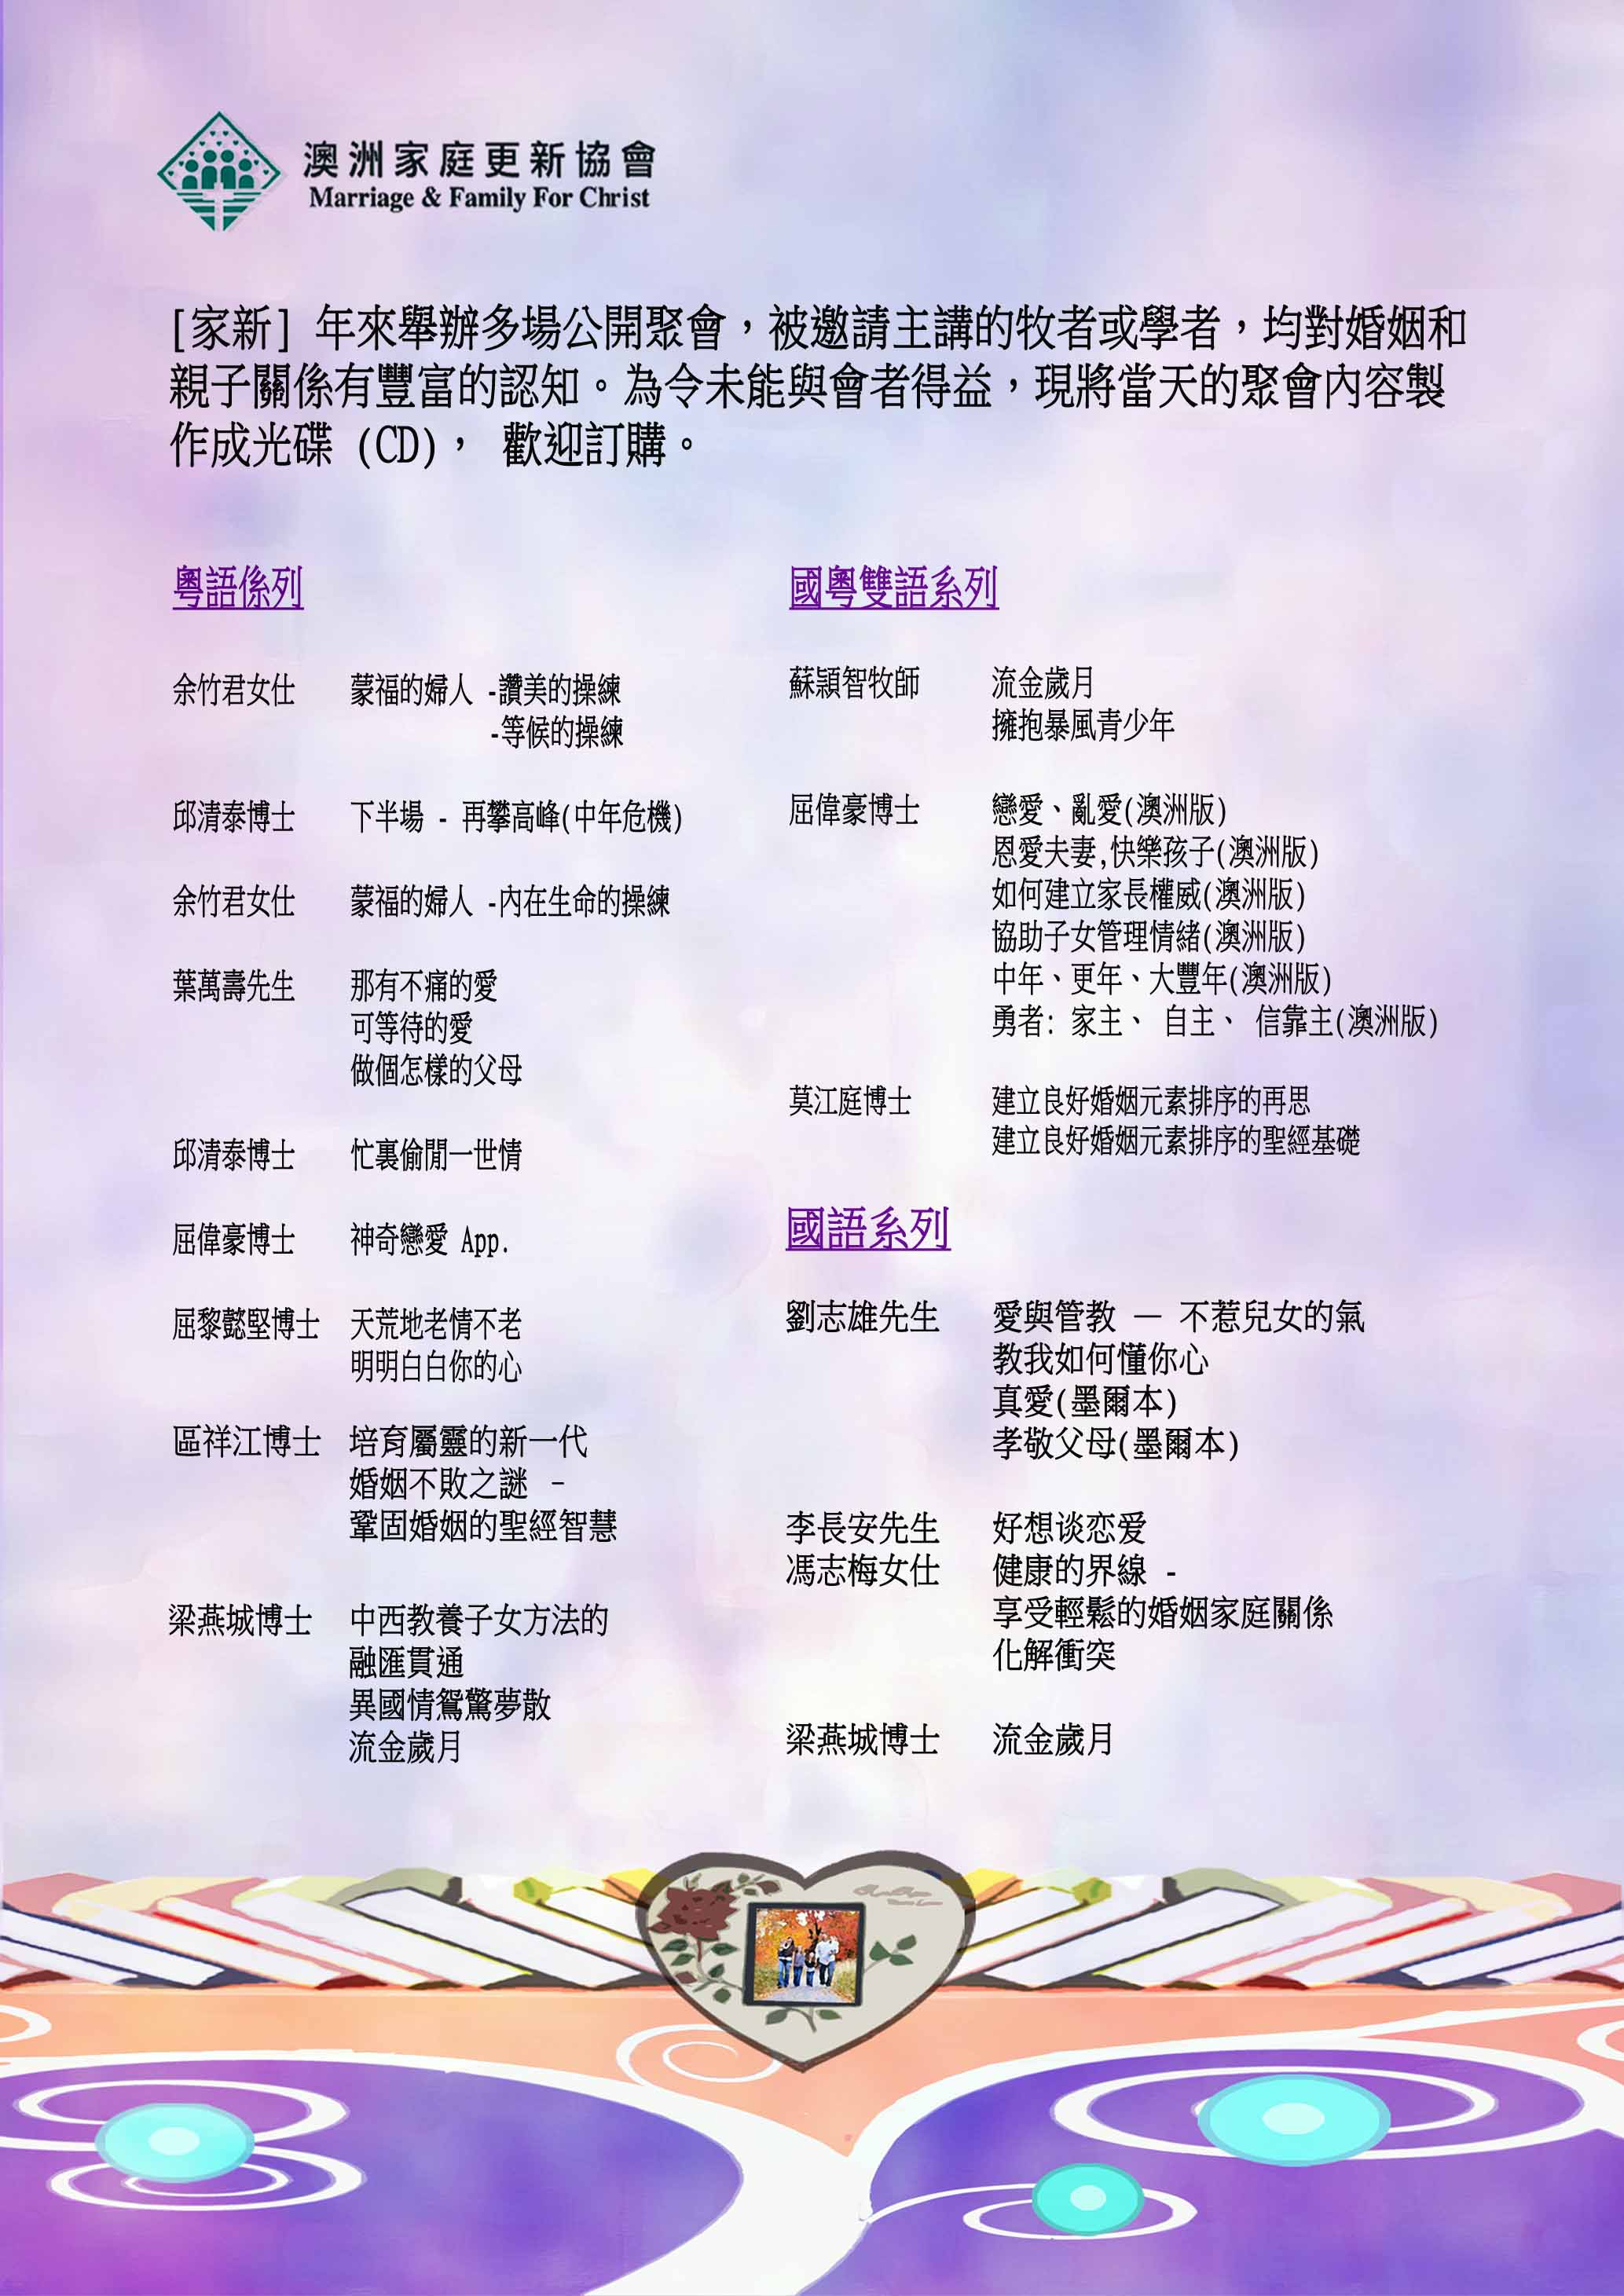 澳洲家庭更新協會
Marriage & Family For Christ
[家新] 年來舉辦多場公開聚會，被邀請主講的牧者或學者，均對婚姻和
親子關係有豐富的認知。為令未能與會者得益，現將當天的聚會內容製
作成光碟 (CD)， 歡迎訂購。
粵語係列
余竹君女仕 蒙福的婦人 -讚美的操練
-等候的操練
邱清泰博士 下半場 - 再攀高峰(中年危機)
余竹君女仕 蒙福的婦人 -內在生命的操練
葉萬壽先生 那有不痛的愛
可等待的愛
做個怎樣的父母
邱清泰博士 忙裏偷閒一世情
屈偉豪博士 神奇戀愛 App.
屈黎懿堅博士 天荒地老情不老
明明白白你的心
區祥江博士 培育屬靈的新一代
婚姻不敗之謎 –
鞏固婚姻的聖經智慧
梁燕城博士 中西教養子女方法的
融匯貫通
異國情鴛驚夢散
流金歲月
國粵雙語系列
蘇頴智牧師 流金歲月
擁抱暴風青少年
屈偉豪博士 戀愛、亂愛(澳洲版)
恩愛夫妻,快樂孩子(澳洲版)
如何建立家長權威(澳洲版)
協助子女管理情緒(澳洲版)
中年、更年、大豐年(澳洲版)
勇者: 家主、 自主、 信靠主(澳洲版)
莫江庭博士 建立良好婚姻元素排序的再思
建立良好婚姻元素排序的聖經基礎
國語系列
劉志雄先生 愛與管教 — 不惹兒女的氣
教我如何懂你心
真愛(墨爾本)
孝敬父母(墨爾本)
李長安先生 好想谈恋爱
馮志梅女仕 健康的界線 -
享受輕鬆的婚姻家庭關係
化解衝突
梁燕城博士 流金歲月